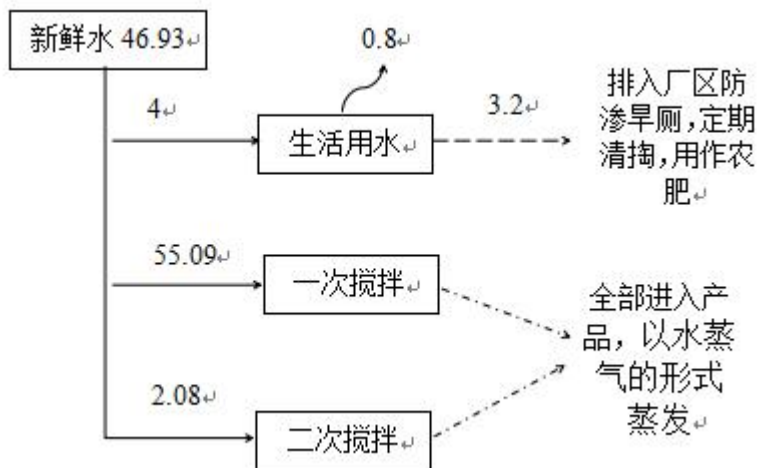 新鲜水 46.93
0.8
4
生活用水
3.2
排入厂区防
渗旱厕，定期
清掏，用作农
肥
55.09
一次搅拌
全部进入产
品，以水蒸
气的形式
蒸发
2.08
二次搅拌